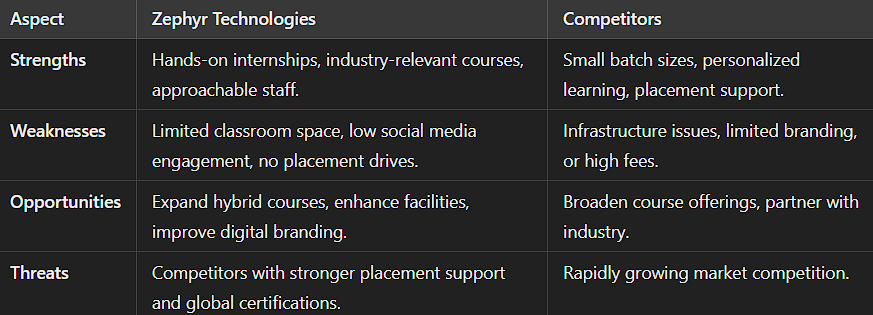 Aspect Zephyr Technologies Competitors
Strengths Hands-on internships, industry-relevant courses, Small batch sizes, personalized
approachable staff. learning, placement support.
Weaknesses Limited classroom space, low social media Infrastructure issues, limited branding,
engagement, no placement drives. or high fees.
Opportunities Expand hybrid courses, enhance facilities, Broaden course offerings, partner with
improve digital branding. industry.
Threats Competitors with stronger placement support Rapidly growing market competition.
and global certifications.